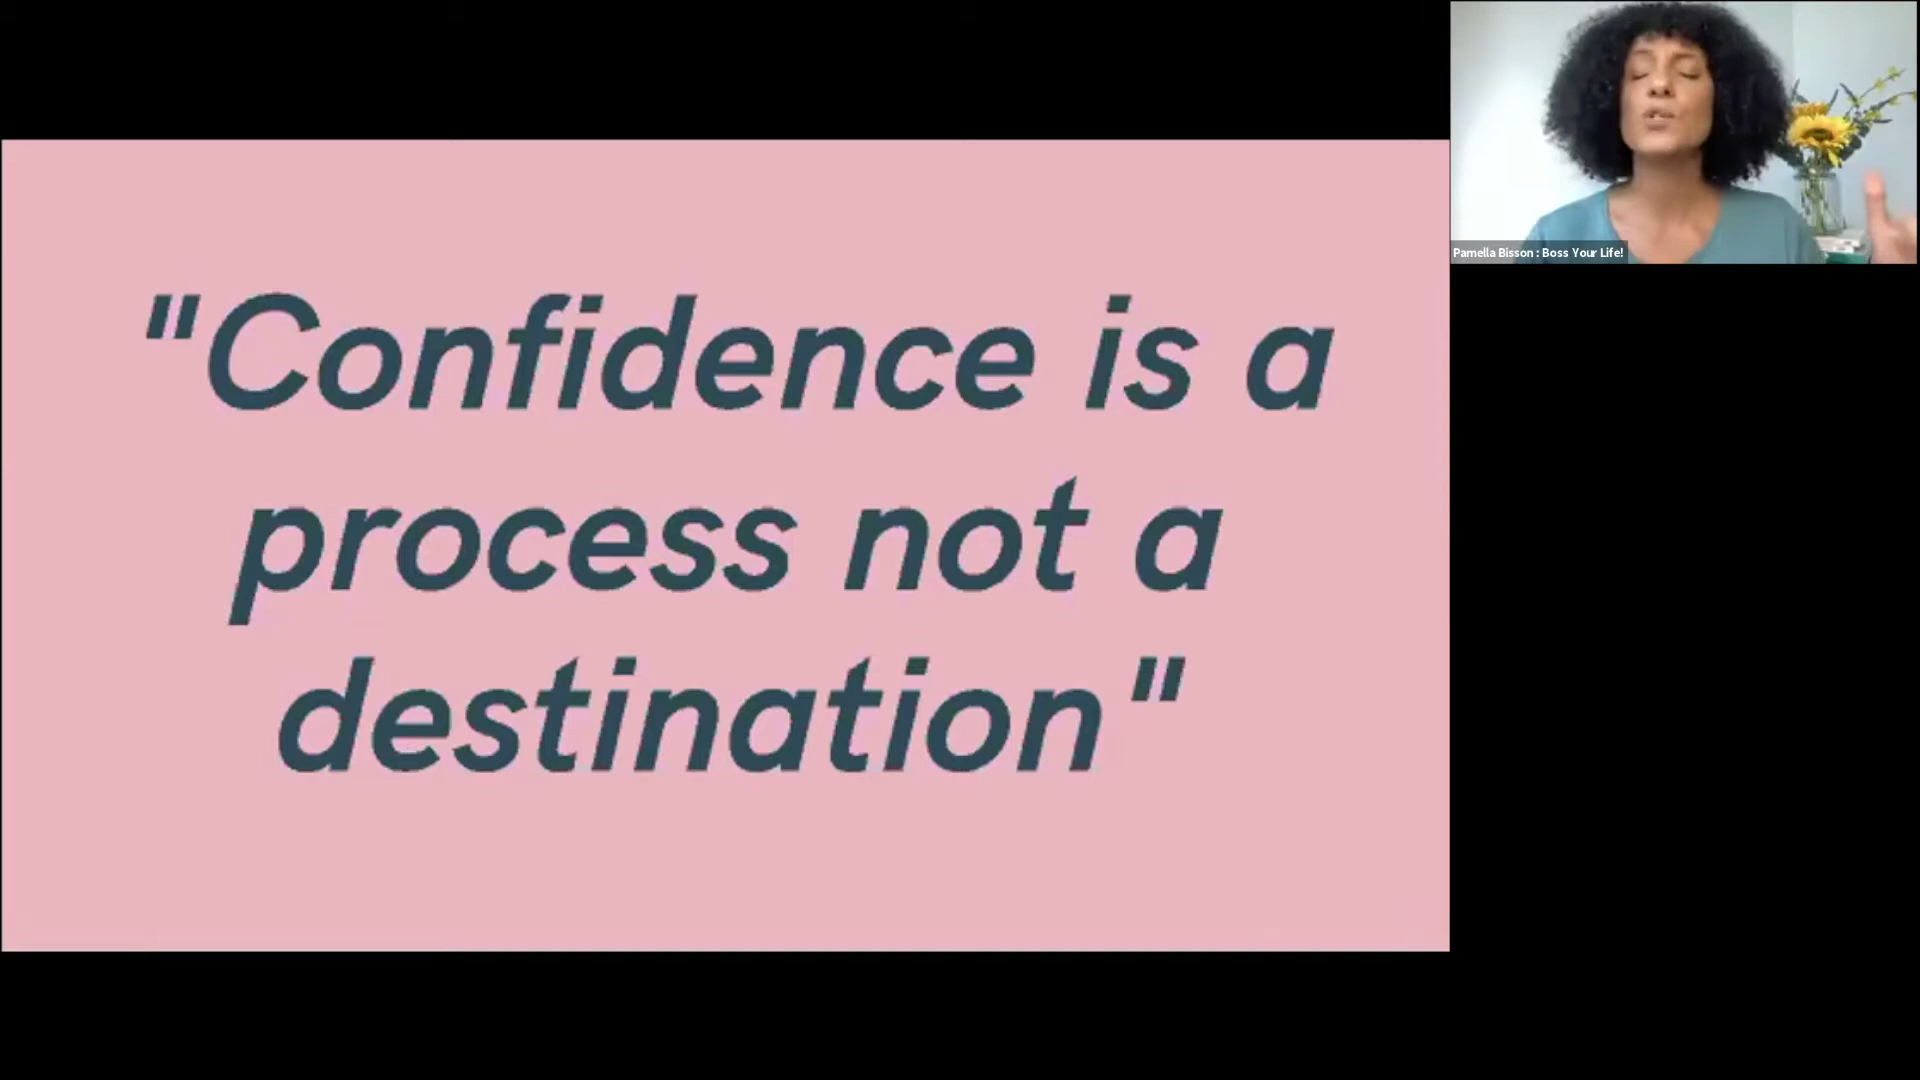 "Confidence is a
process not a
destination"
Pamella Bisson : Boss Your Life!